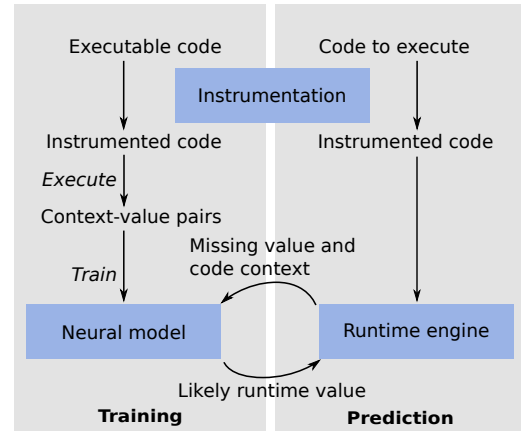 Executable code
Code to execute
Instrumentation
Instrumented code
Instrumented code
Execute
Context-value pairs
Missing value and
code context
Train
Neural model
Runtime engine
Likely runtime value
Training
Prediction